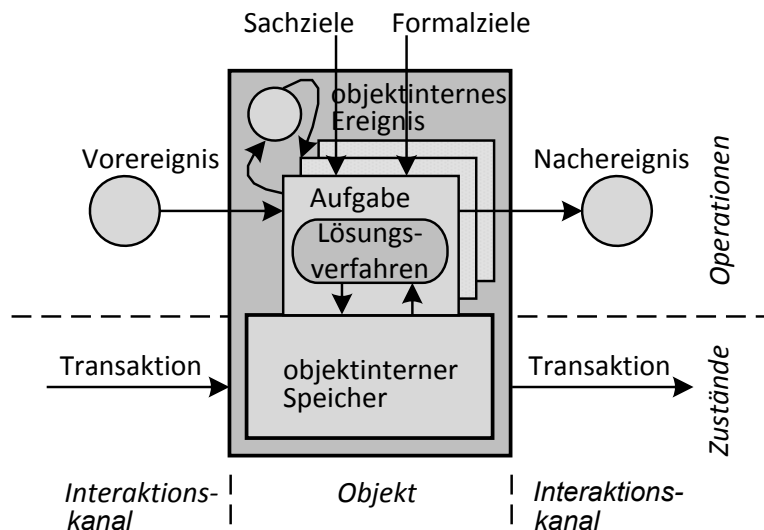 Sachziele Formalziele
objektinternes
Ereignis
Vorereignis
Nachereignis
Aufgabe
Lösungs-
verfahren
Operationen
Transaktion
objektinterner
Speicher
Transaktion
Zustände
Interaktions-
kanal
Objekt
Interaktions-
kanal